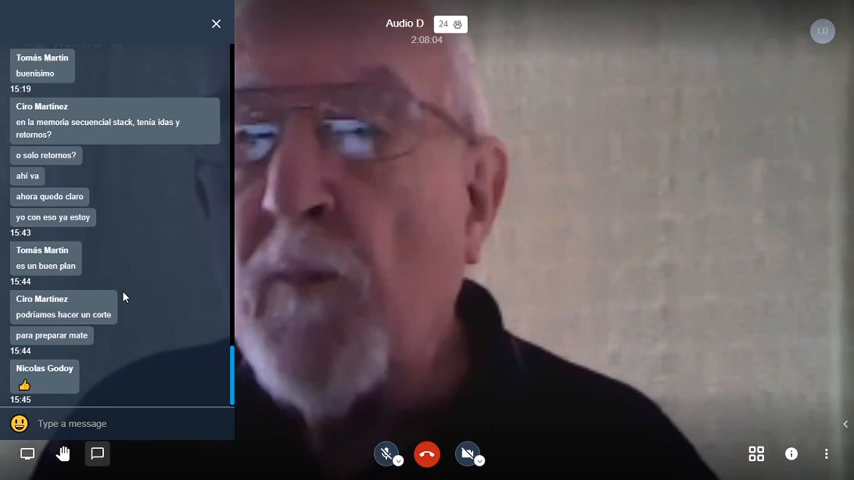 Audio D
24
2:08:04
LD
Tomás Martín
buenisimo
15:19
Ciro Martínez
en la memoria secuencial stack, tenía idas y
retornos?
o solo retornos?
ahí va
ahora quedo claro
yo con eso ya estoy
15:43
Tomás Martín
es un buen plan
15:44
Ciro Martínez
podríamos hacer un corte
para preparar mate
15:44
Nicolas Godoy
👍
15:45
Type a message